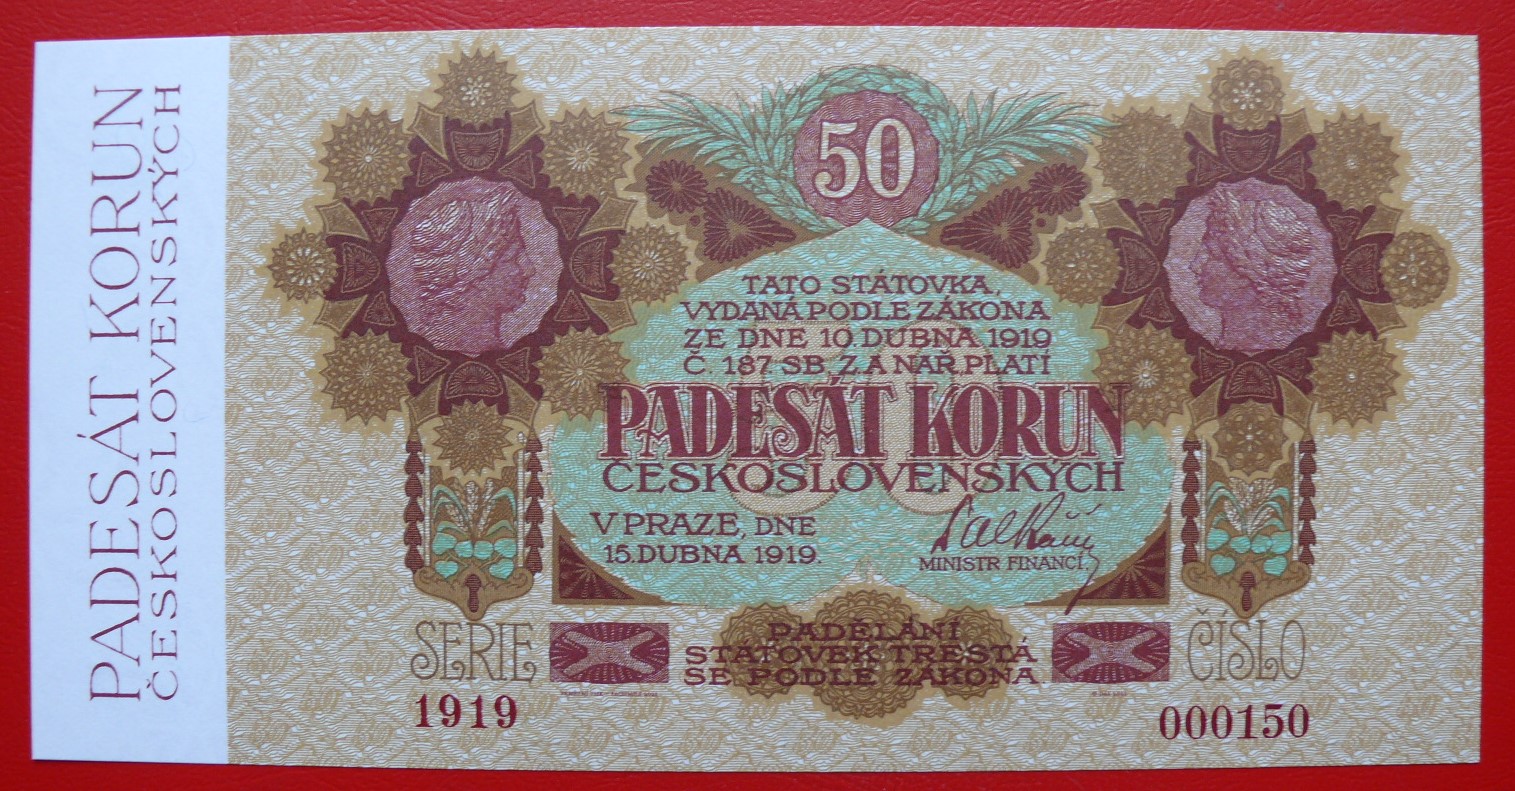 PADESÁT KORUN
ČESKOSLOVENSKÝCH
50
TATO STÁTOVKA,
VYDANÁ PODLE ZÁKONA
ZE DNE 10. DUBNA 1919
Č. 187. SB. Z A NAŘ. PLATÍ
PADESÁT KORUN
ČESKOSLOVENSKÝCH
V PRAZE, DNE
15. DUBNA 1919.
MINISTR FINANCÍ.
SERIE
1919
PADĚLÁNÍ
STÁTOVEK TRESTÁ
SE PODLE ZÁKONA
ČÍSLO
000150